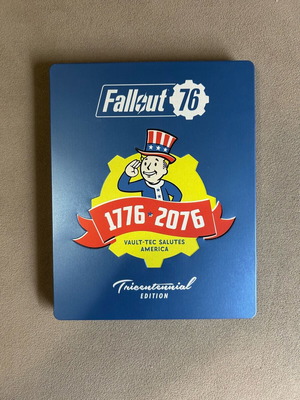 Fallout 76
1776 · 2076
VAULT-TEC SALUTES
AMERICA
Tricentennial
EDITION